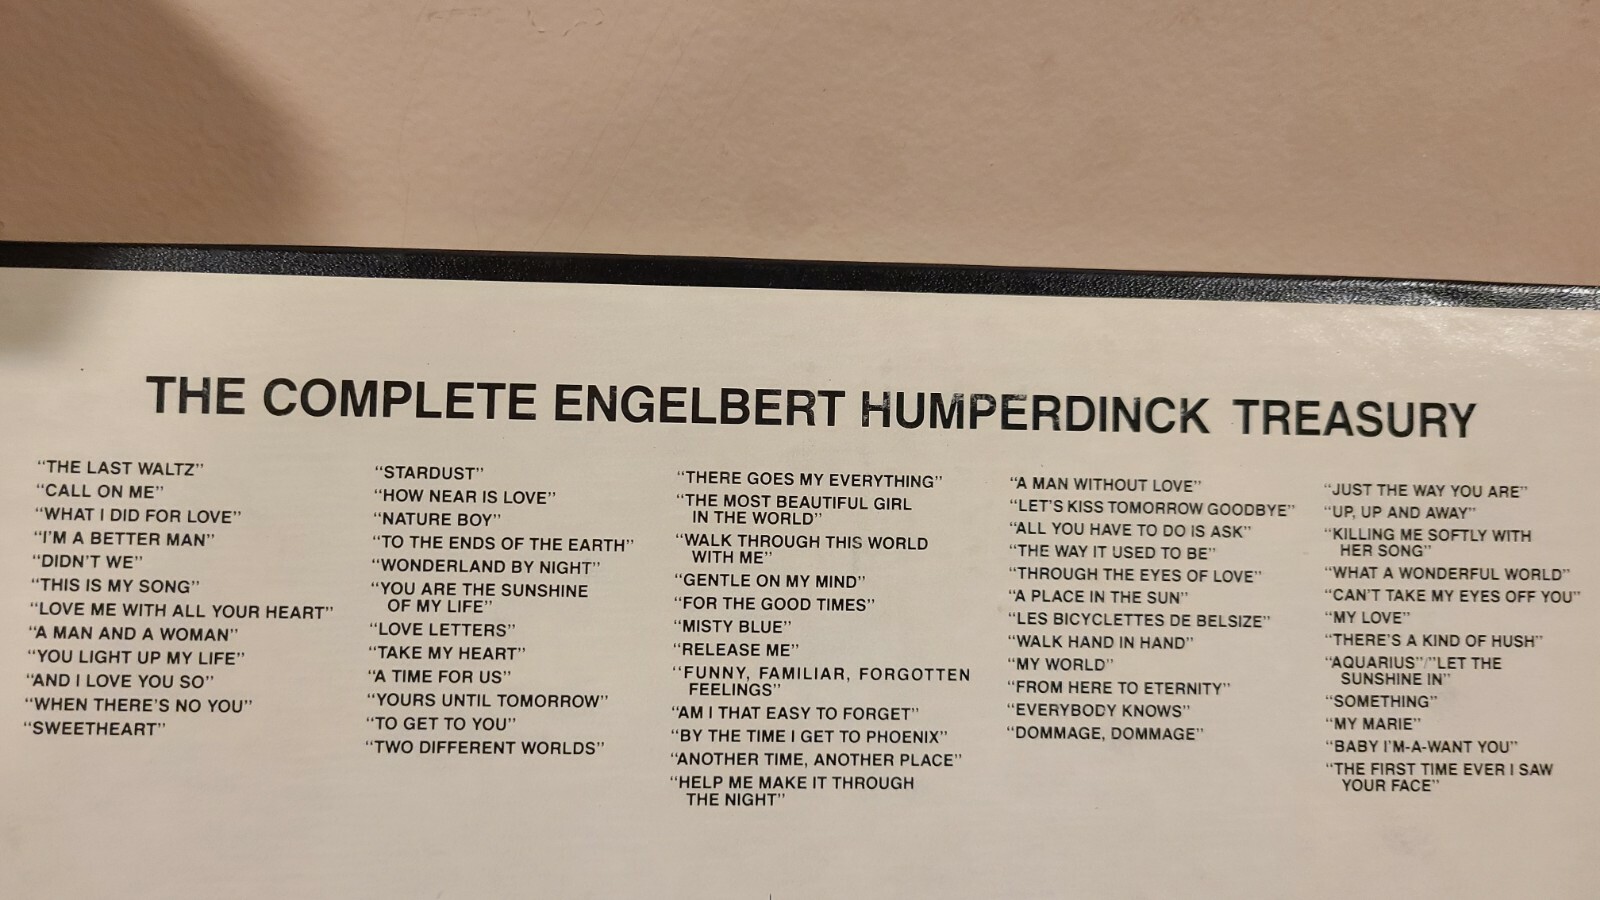 THE COMPLETE ENGELBERT HUMPERDINCK TREASURY
“THE LAST WALTZ”
“CALL ON ME”
“WHAT I DID FOR LOVE”
“I’M A BETTER MAN”
“DIDN’T WE”
“THIS IS MY SONG”
“LOVE ME WITH ALL YOUR HEART”
“A MAN AND A WOMAN”
“YOU LIGHT UP MY LIFE”
“AND I LOVE YOU SO”
“WHEN THERE’S NO YOU”
“SWEETHEART”
“STARDUST”
“HOW NEAR IS LOVE”
“NATURE BOY”
“TO THE ENDS OF THE EARTH”
“WONDERLAND BY NIGHT”
“YOU ARE THE SUNSHINE
OF MY LIFE”
“LOVE LETTERS”
“TAKE MY HEART”
“A TIME FOR US”
“YOURS UNTIL TOMORROW”
“TO GET TO YOU”
“TWO DIFFERENT WORLDS”
“THERE GOES MY EVERYTHING”
“THE MOST BEAUTIFUL GIRL
IN THE WORLD”
“WALK THROUGH THIS WORLD
WITH ME”
“GENTLE ON MY MIND”
“FOR THE GOOD TIMES”
“MISTY BLUE”
“RELEASE ME”
“FUNNY, FAMILIAR, FORGOTTEN
FEELINGS”
“AM I THAT EASY TO FORGET”
“BY THE TIME I GET TO PHOENIX”
“ANOTHER TIME, ANOTHER PLACE”
“HELP ME MAKE IT THROUGH
THE NIGHT”
“A MAN WITHOUT LOVE”
“LET’S KISS TOMORROW GOODBYE”
“ALL YOU HAVE TO DO IS ASK”
“THE WAY IT USED TO BE”
“THROUGH THE EYES OF LOVE”
“A PLACE IN THE SUN”
“LES BICYCLETTES DE BELSIZE”
“WALK HAND IN HAND”
“MY WORLD”
“FROM HERE TO ETERNITY”
“EVERYBODY KNOWS”
“DOMMAGE, DOMMAGE”
“JUST THE WAY YOU ARE”
“UP, UP AND AWAY”
“KILLING ME SOFTLY WITH
HER SONG”
“WHAT A WONDERFUL WORLD”
“CAN’T TAKE MY EYES OFF YOU”
“MY LOVE”
“THERE’S A KIND OF HUSH”
“AQUARIUS”/“LET THE
SUNSHINE IN”
“SOMETHING”
“MY MARIE”
“BABY I’M-A-WANT YOU”
“THE FIRST TIME EVER I SAW
YOUR FACE”